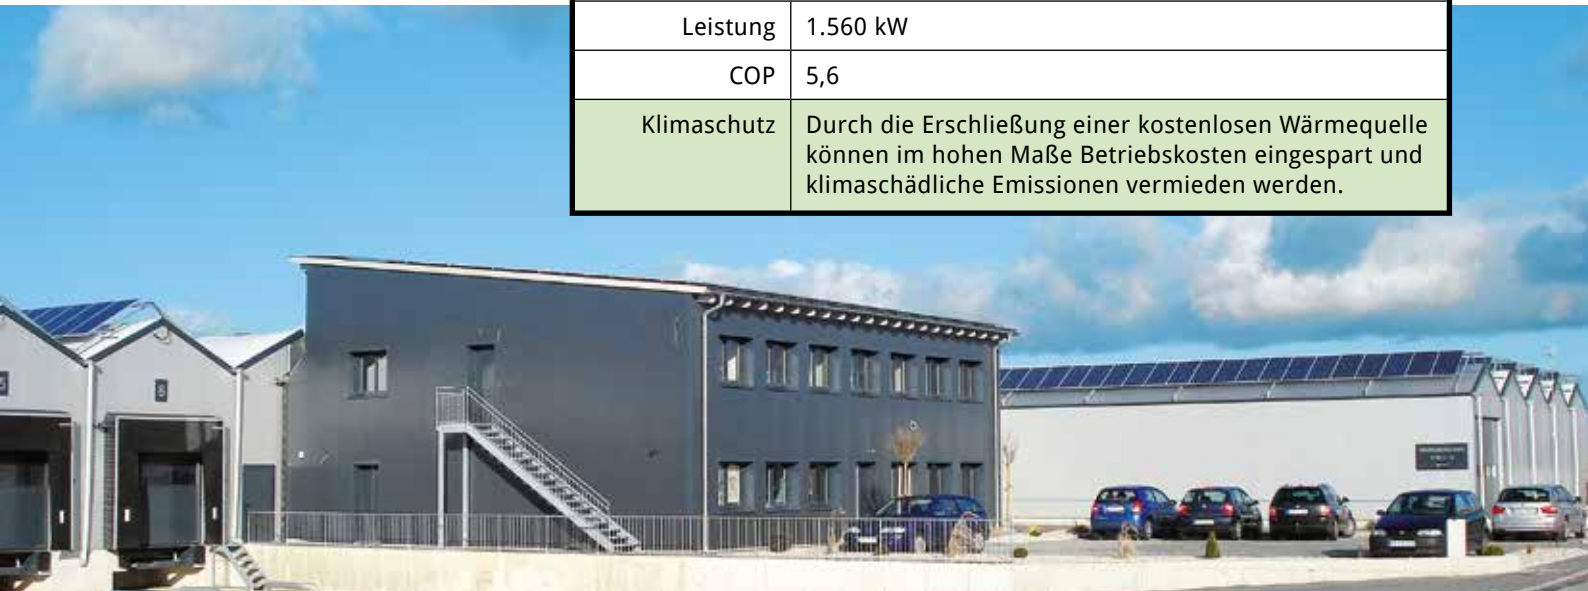 Leistung 1.560 kW
COP 5,6
Klimaschutz Durch die Erschließung einer kostenlosen Wärmequelle
können im hohen Maße Betriebskosten eingespart und
klimaschädliche Emissionen vermieden werden.
6